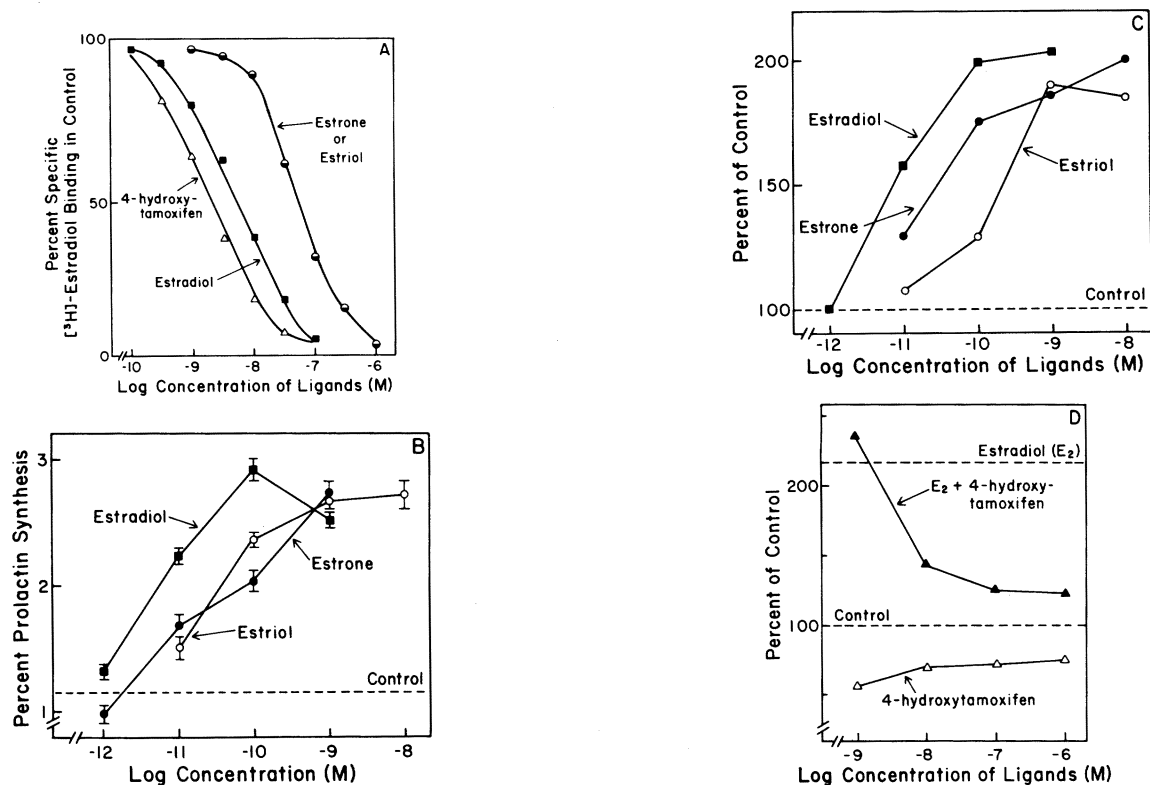 A
Percent Specific
[³H]-Estradiol Binding in Control
100
50
0
Estrone
or
Estriol
4-hydroxy-
tamoxifen
Estradiol
-10 -9 -8 -7 -6
Log Concentration of Ligands (M)
B
Percent Prolactin Synthesis
3
2
1
Estradiol
Estrone
Estriol
Control
-12 -11 -10 -9 -8
Log Concentration (M)
C
Percent of Control
200
150
100
Estradiol
Estriol
Estrone
Control
-12 -11 -10 -9 -8
Log Concentration of Ligands (M)
D
Percent of Control
200
100
Estradiol (E₂)
E₂ + 4-hydroxy-
tamoxifen
Control
4-hydroxytamoxifen
-9 -8 -7 -6
Log Concentration of Ligands (M)